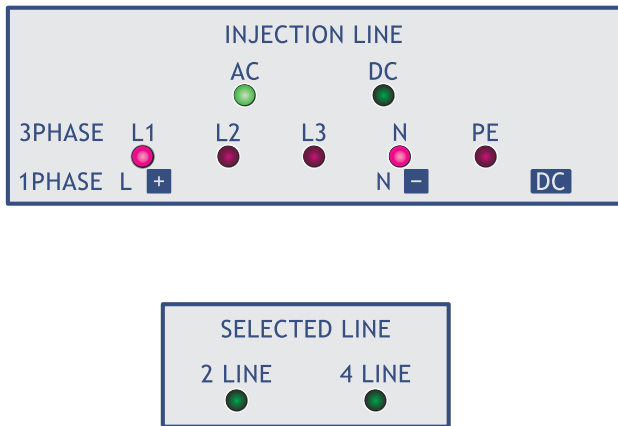 INJECTION LINE
AC DC
3PHASE L1 L2 L3 N PE
1PHASE L + N − DC
SELECTED LINE
2 LINE 4 LINE